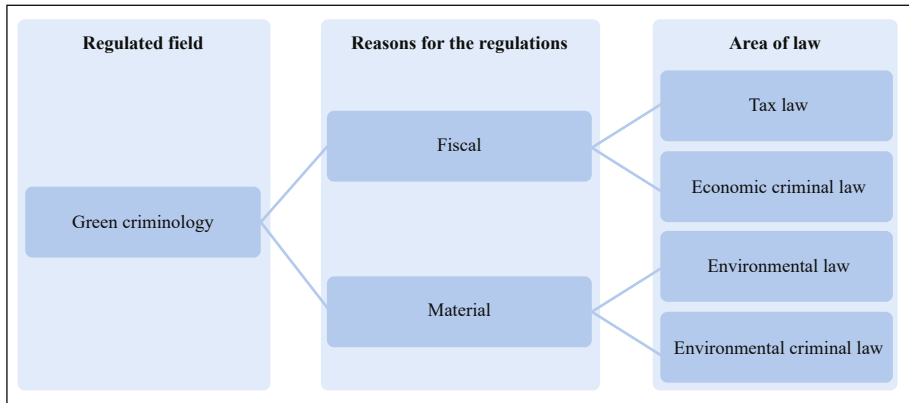 Regulated field
Reasons for the regulations
Area of law
Green criminology
Fiscal
Material
Tax law
Economic criminal law
Environmental law
Environmental criminal law